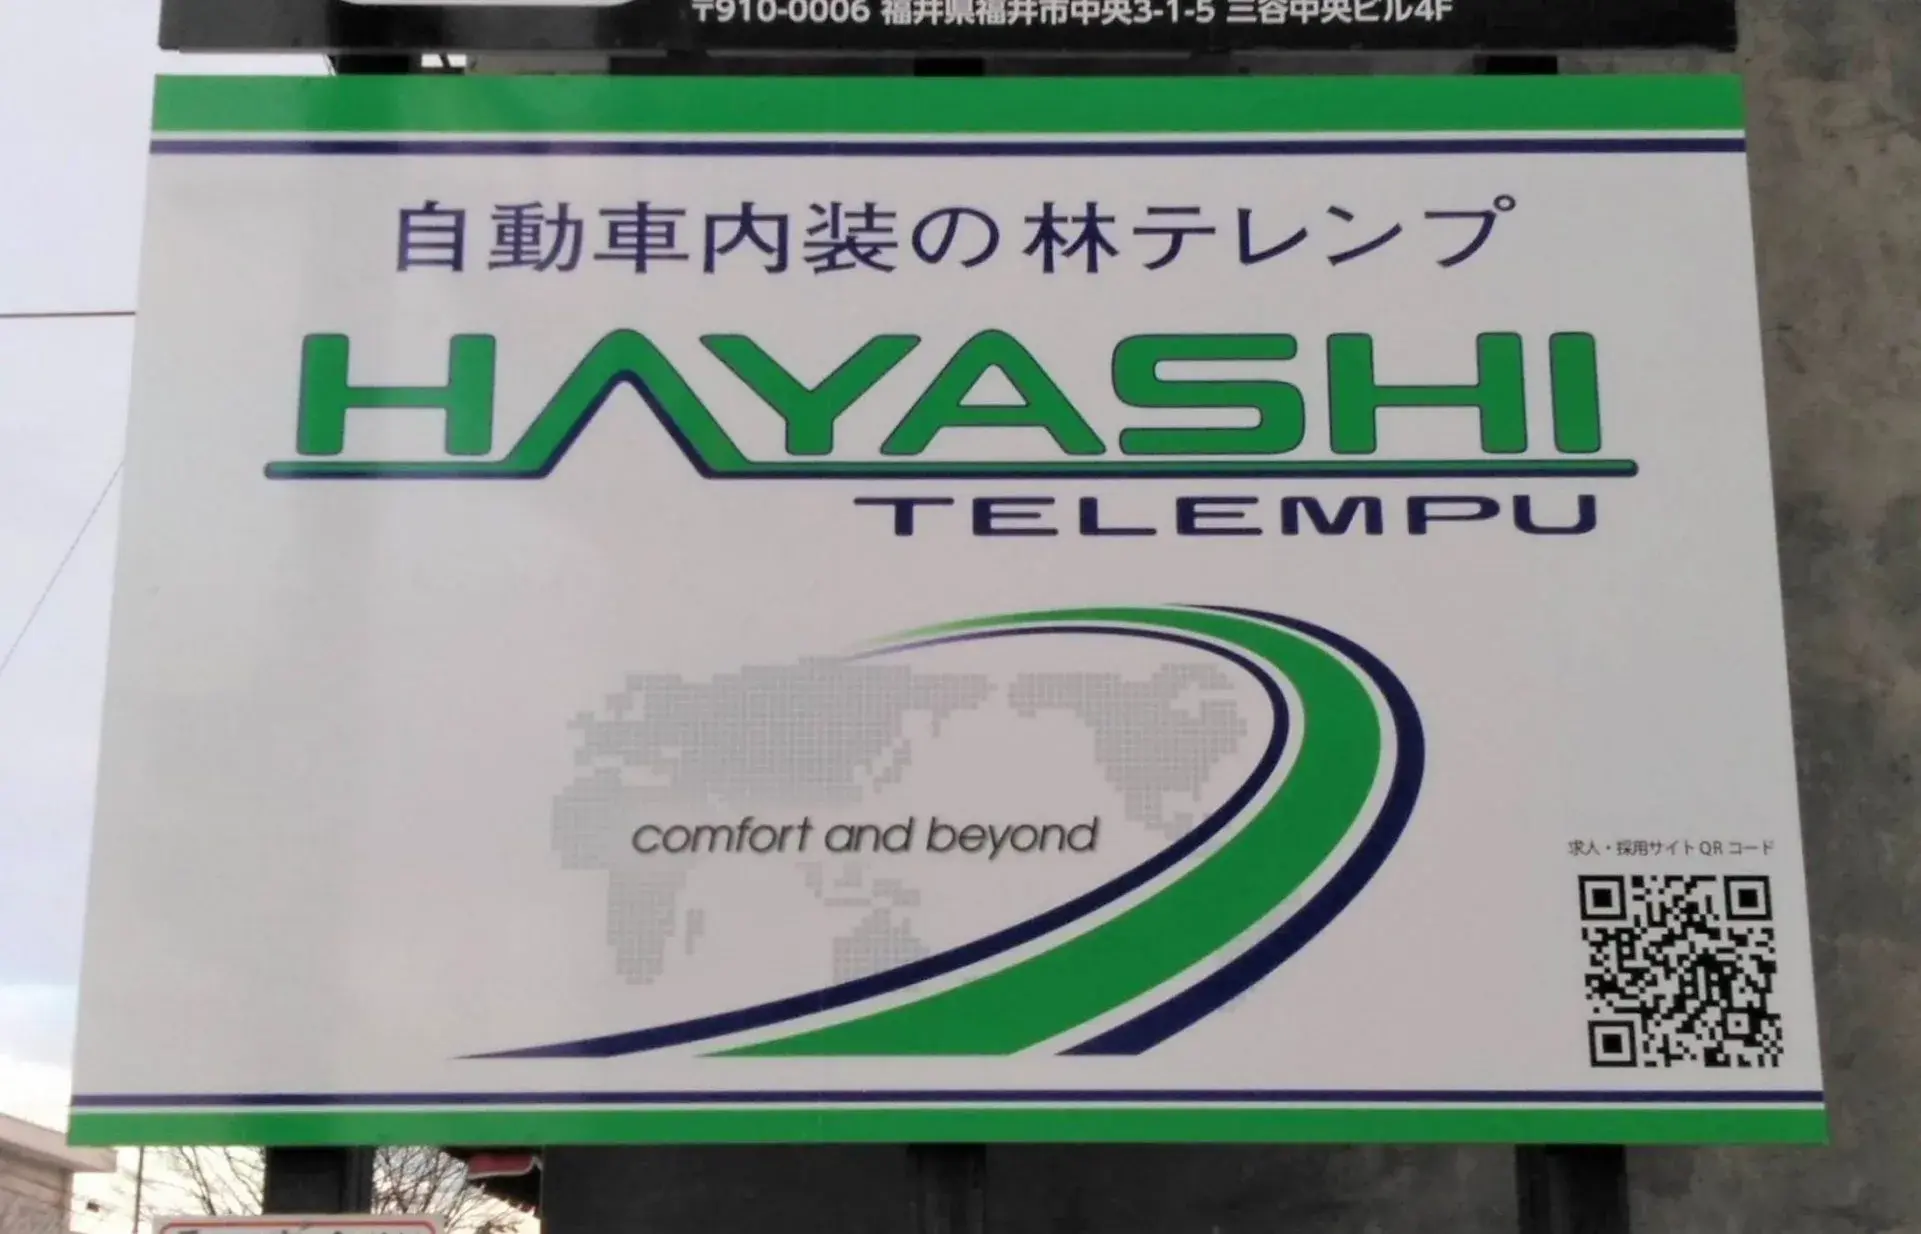 〒910-0006 福井県福井市中央3-1-5 三谷中央ビル4F
自動車内装の林テレンプ
HAYASHI
TELEMPU
comfort and beyond
求人・採用サイトQRコード